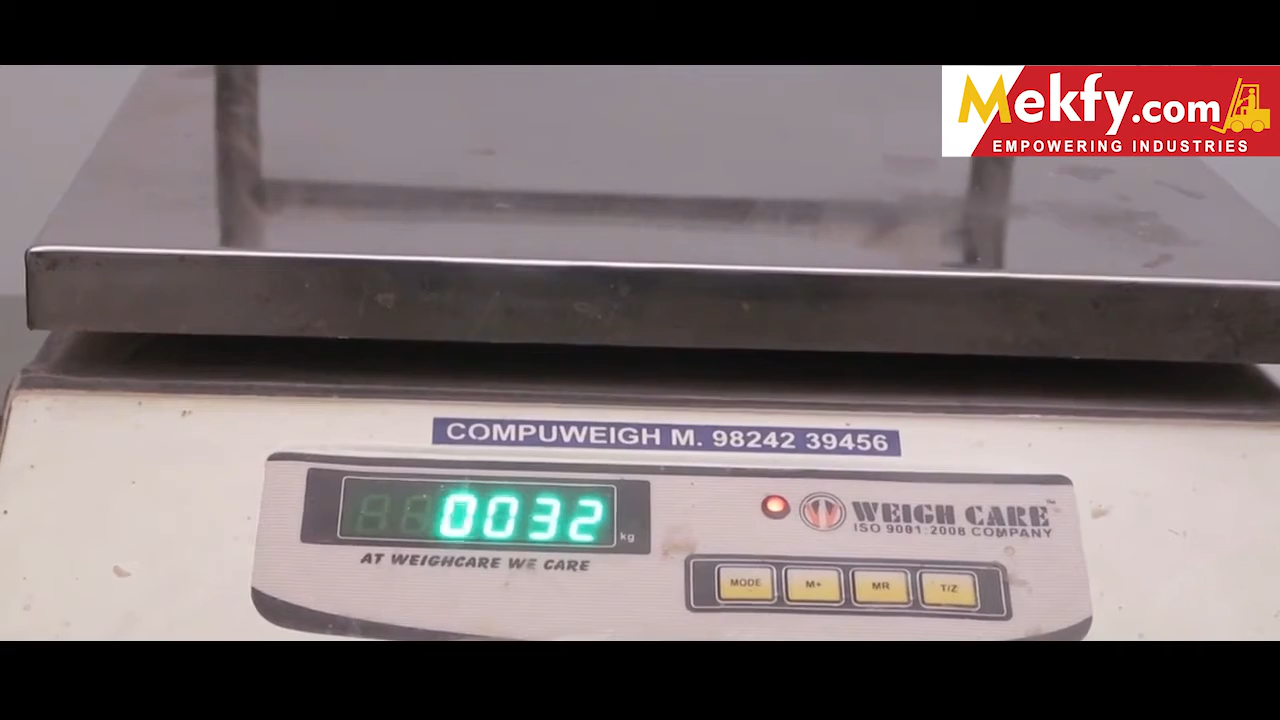 Mekfy.com
EMPOWERING INDUSTRIES
COMPUWEIGH M. 98242 39456
0032
kg
AT WEIGHCARE WE CARE
WEIGH CARE™
ISO 9001:2008 COMPANY
MODE M+ MR T/Z